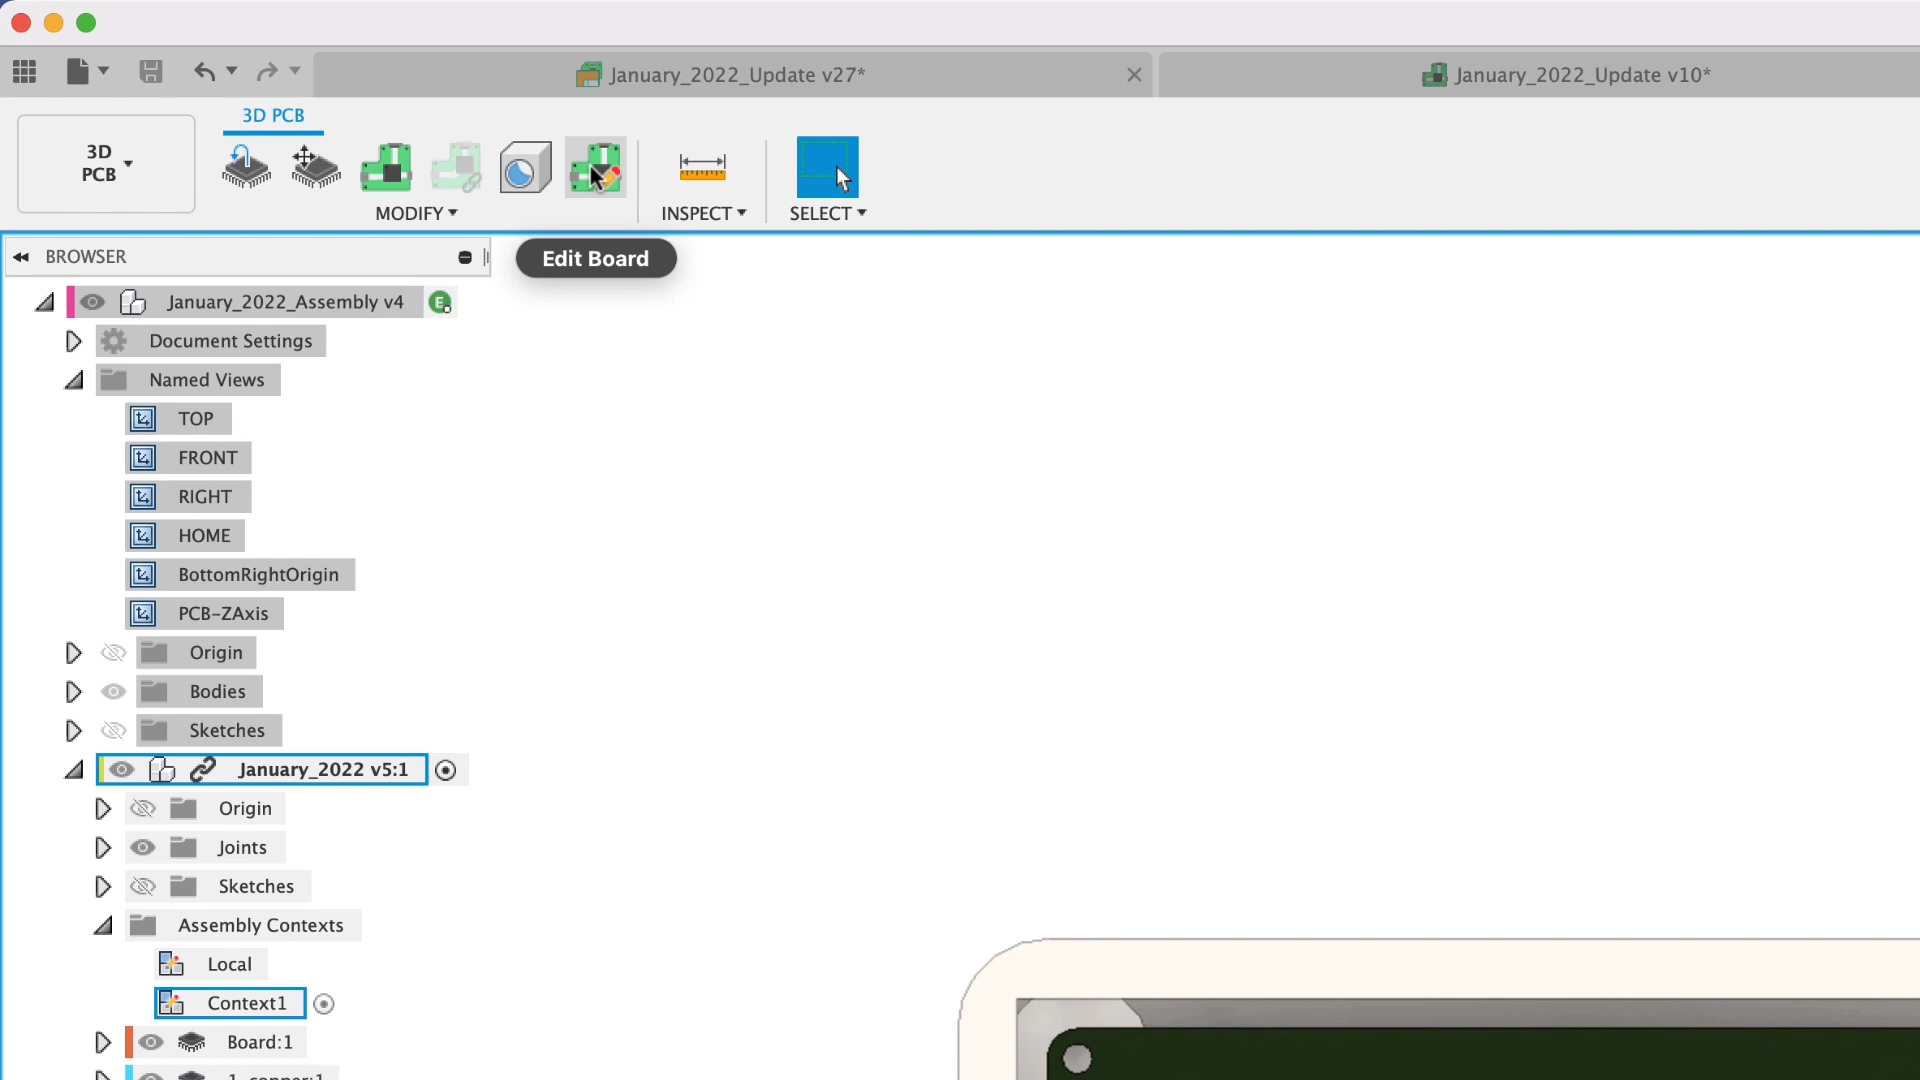 January_2022_Update v27*
January_2022_Update v10*
3D PCB
3D
PCB
MODIFY
INSPECT
SELECT
BROWSER
Edit Board
January_2022_Assembly v4
E
Document Settings
Named Views
TOP
FRONT
RIGHT
HOME
BottomRightOrigin
PCB-ZAxis
Origin
Bodies
Sketches
January_2022 v5:1
Origin
Joints
Sketches
Assembly Contexts
Local
Context1
Board:1
1_copper:1